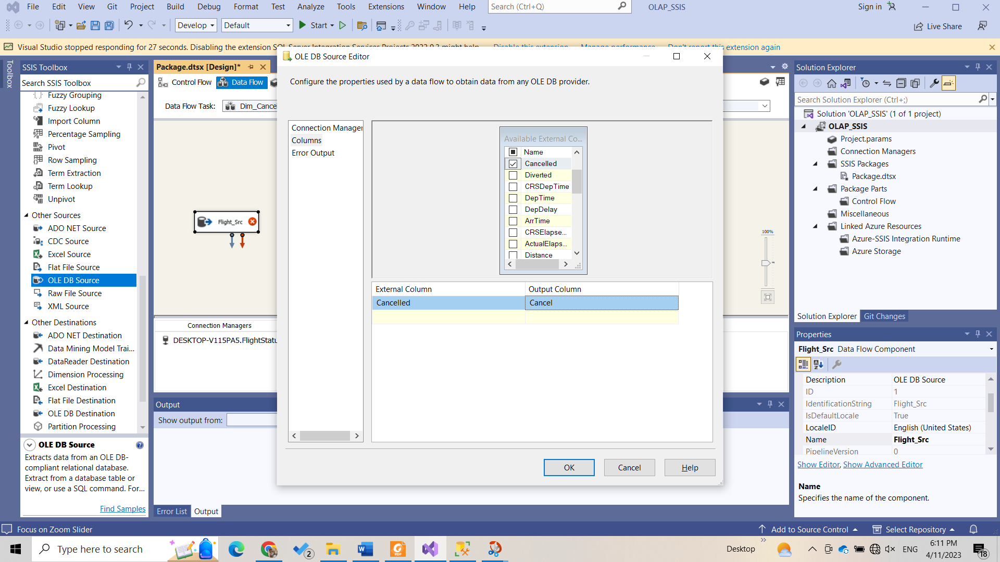 File Edit View Git Project Build Debug Format Test Analyze Tools Extensions Window Help Search (Ctrl+Q) OLAP_SSIS Sign in
Develop Default Start Live Share
Visual Studio stopped responding for 27 seconds. Disabling the extension SQL Server Integration Services Projects 2022 0.3 might help Disable this extension Manage performance Don't report this extension again
Toolbox
SSIS Toolbox
Search SSIS Toolbox
Fuzzy Grouping
Fuzzy Lookup
Import Column
Percentage Sampling
Pivot
Row Sampling
Term Extraction
Term Lookup
Unpivot
Other Sources
ADO NET Source
CDC Source
Excel Source
Flat File Source
OLE DB Source
Raw File Source
XML Source
Other Destinations
ADO NET Destination
Data Mining Model Trai...
DataReader Destination
Dimension Processing
Excel Destination
Flat File Destination
OLE DB Destination
Partition Processing
OLE DB Source
Extracts data from an OLE DB-
compliant relational database.
Extract from a database table or
view, or use a SQL command. For...
Find Samples
Package.dtsx [Design]*
Control Flow Data Flow
Data Flow Task: Dim_Cance
Flight_Src
100%
Connection Managers
DESKTOP-V115PA5.FlightStatu
Output
Show output from:
Error List Output
OLE DB Source Editor
Configure the properties used by a data flow to obtain data from any OLE DB provider.
Connection Manager
Columns
Error Output
Available External Co...
Name
Cancelled
Diverted
CRSDepTime
DepTime
DepDelay
ArrTime
CRSElapse...
ActualElaps...
Distance
External Column Output Column
Cancelled Cancel
OK Cancel Help
Solution Explorer
Search Solution Explorer (Ctrl+;)
Solution 'OLAP_SSIS' (1 of 1 project)
OLAP_SSIS
Project.params
Connection Managers
SSIS Packages
Package.dtsx
Package Parts
Control Flow
Miscellaneous
Linked Azure Resources
Azure-SSIS Integration Runtime
Azure Storage
Solution Explorer Git Changes
Properties
Flight_Src Data Flow Component
Description OLE DB Source
ID 1
IdentificationString Flight_Src
IsDefaultLocale True
LocaleID English (United States)
Name Flight_Src
PipelineVersion 0
Show Editor, Show Advanced Editor
Name
Specifies the name of the component.
Focus on Zoom Slider Add to Source Control Select Repository
Type here to search 2 Desktop ENG 6:11 PM
4/11/2023 18